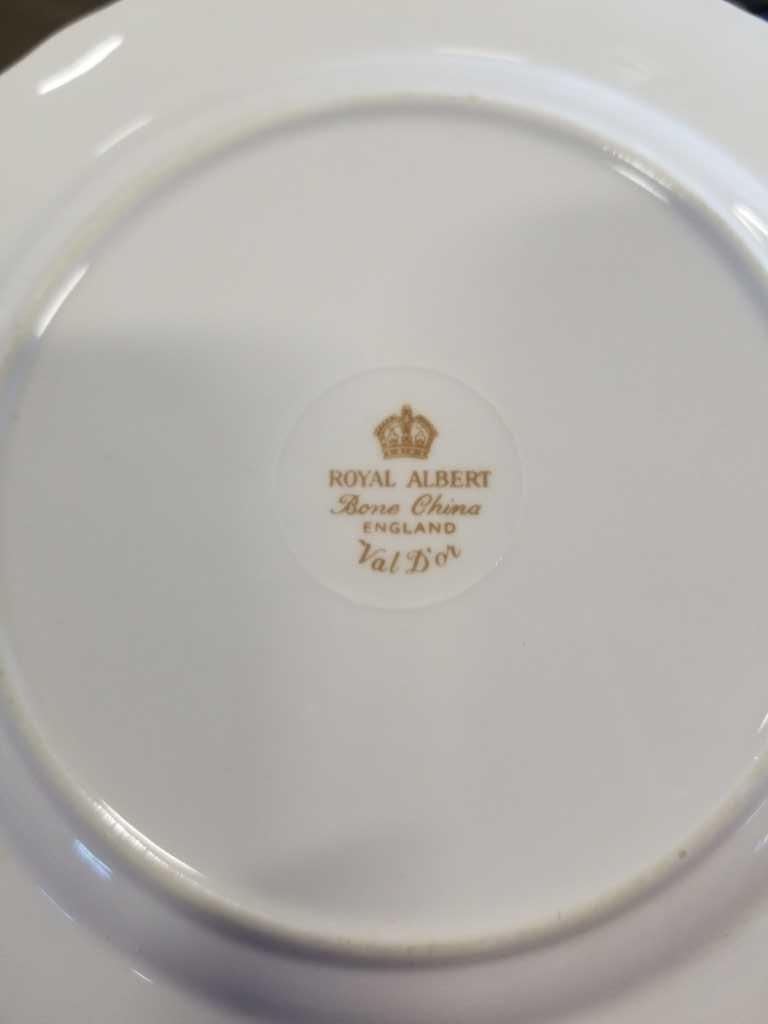 ROYAL ALBERT
Bone China
ENGLAND
Val D'or